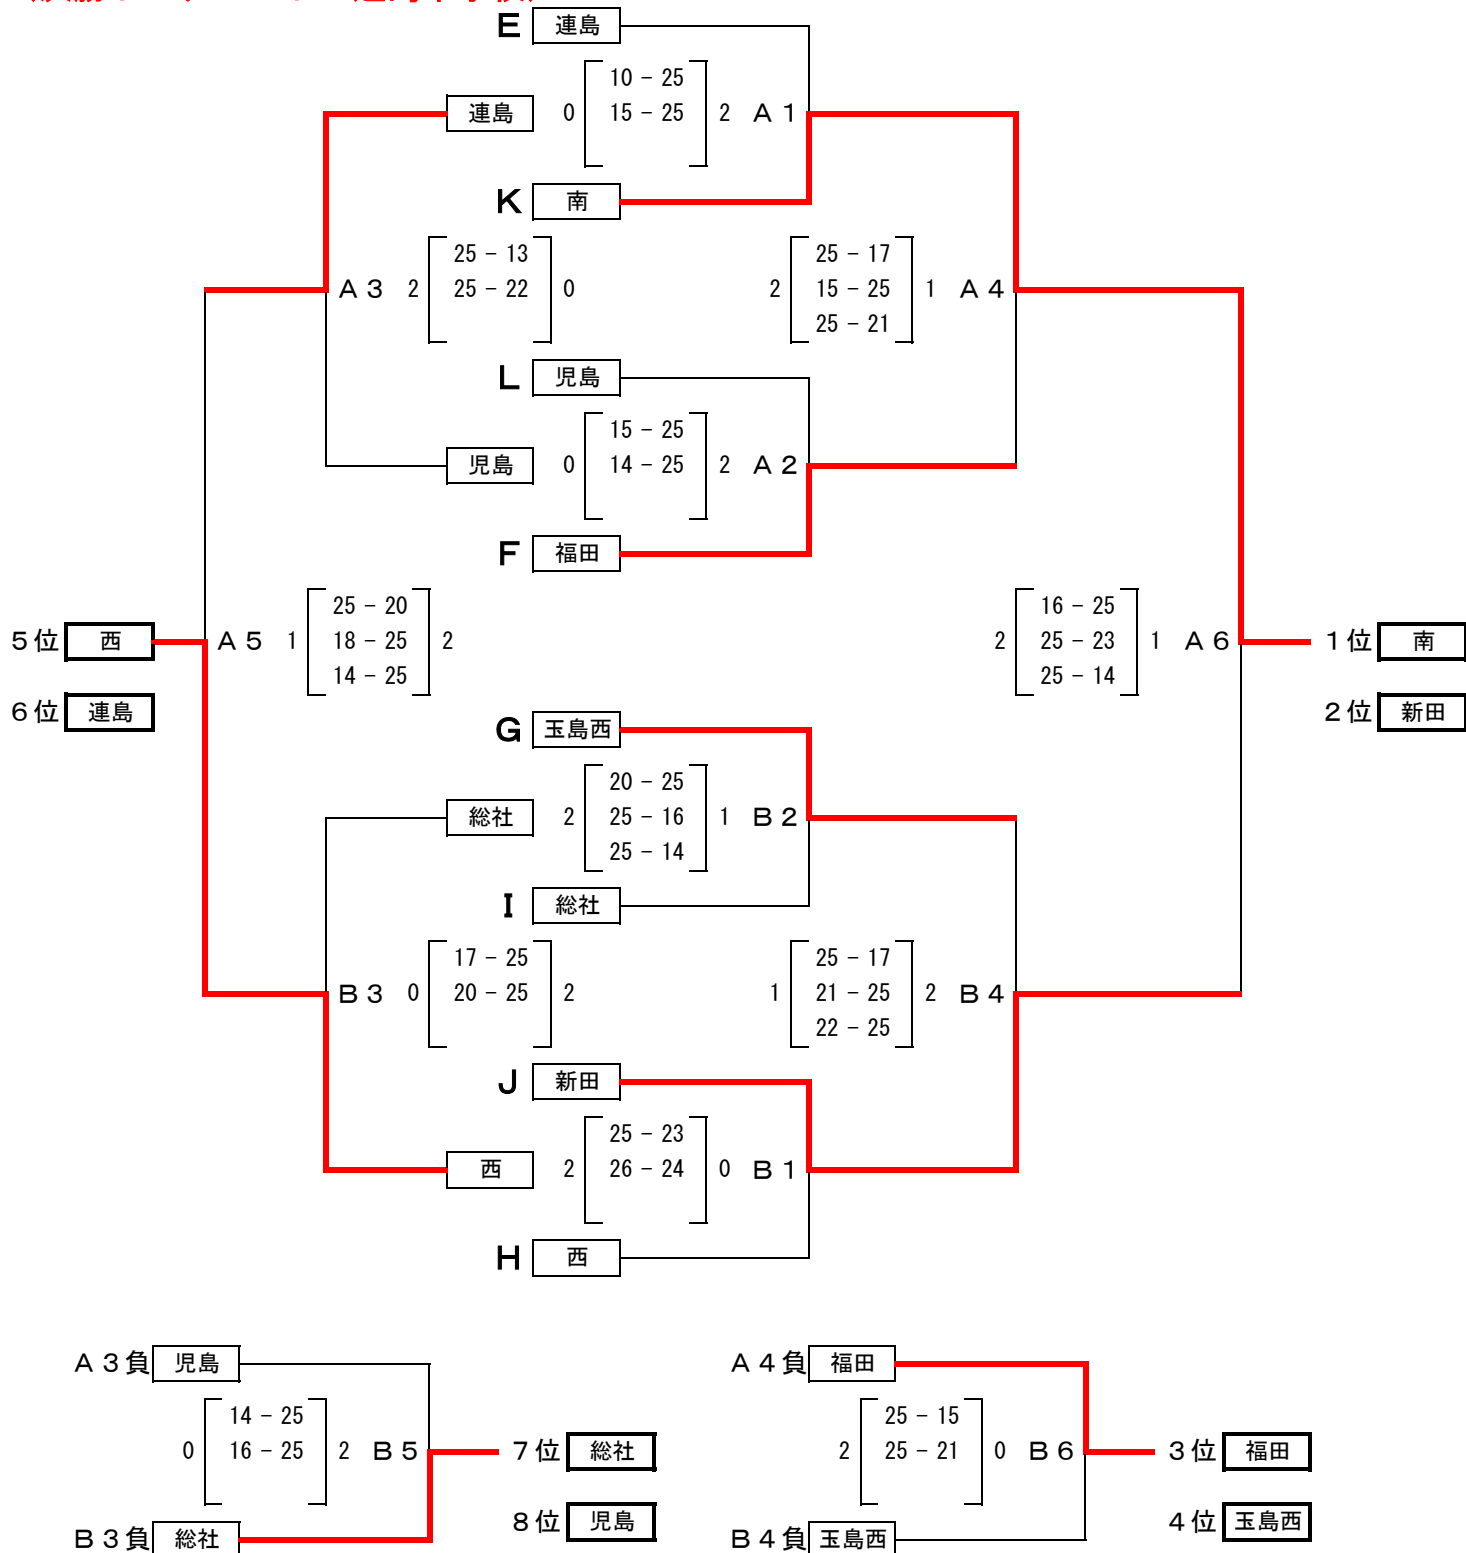 E 連島
10 － 25
連島 0 15 － 25 2 A 1
K 南
25 － 13 25 － 17
A 3 2 25 － 22 0 2 15 － 25 1 A 4
25 － 21
L 児島
15 － 25
児島 0 14 － 25 2 A 2
F 福田
25 － 20 16 － 25
5位 西 A 5 1 18 － 25 2 2 25 － 23 1 A 6 1位 南
14 － 25 25 － 14
6位 連島 2位 新田
G 玉島西
20 － 25
総社 2 25 － 16 1 B 2
25 － 14
I 総社
17 － 25 25 － 17
B 3 0 20 － 25 2 1 21 － 25 2 B 4
22 － 25
J 新田
25 － 23
西 2 26 － 24 0 B 1
H 西
A 3 負 児島 A 4 負 福田
14 － 25 25 － 15
0 16 － 25 2 B 5 7位 総社 2 25 － 21 0 B 6 3位 福田
8位 児島 4位 玉島西
B 3 負 総社 B 4 負 玉島西